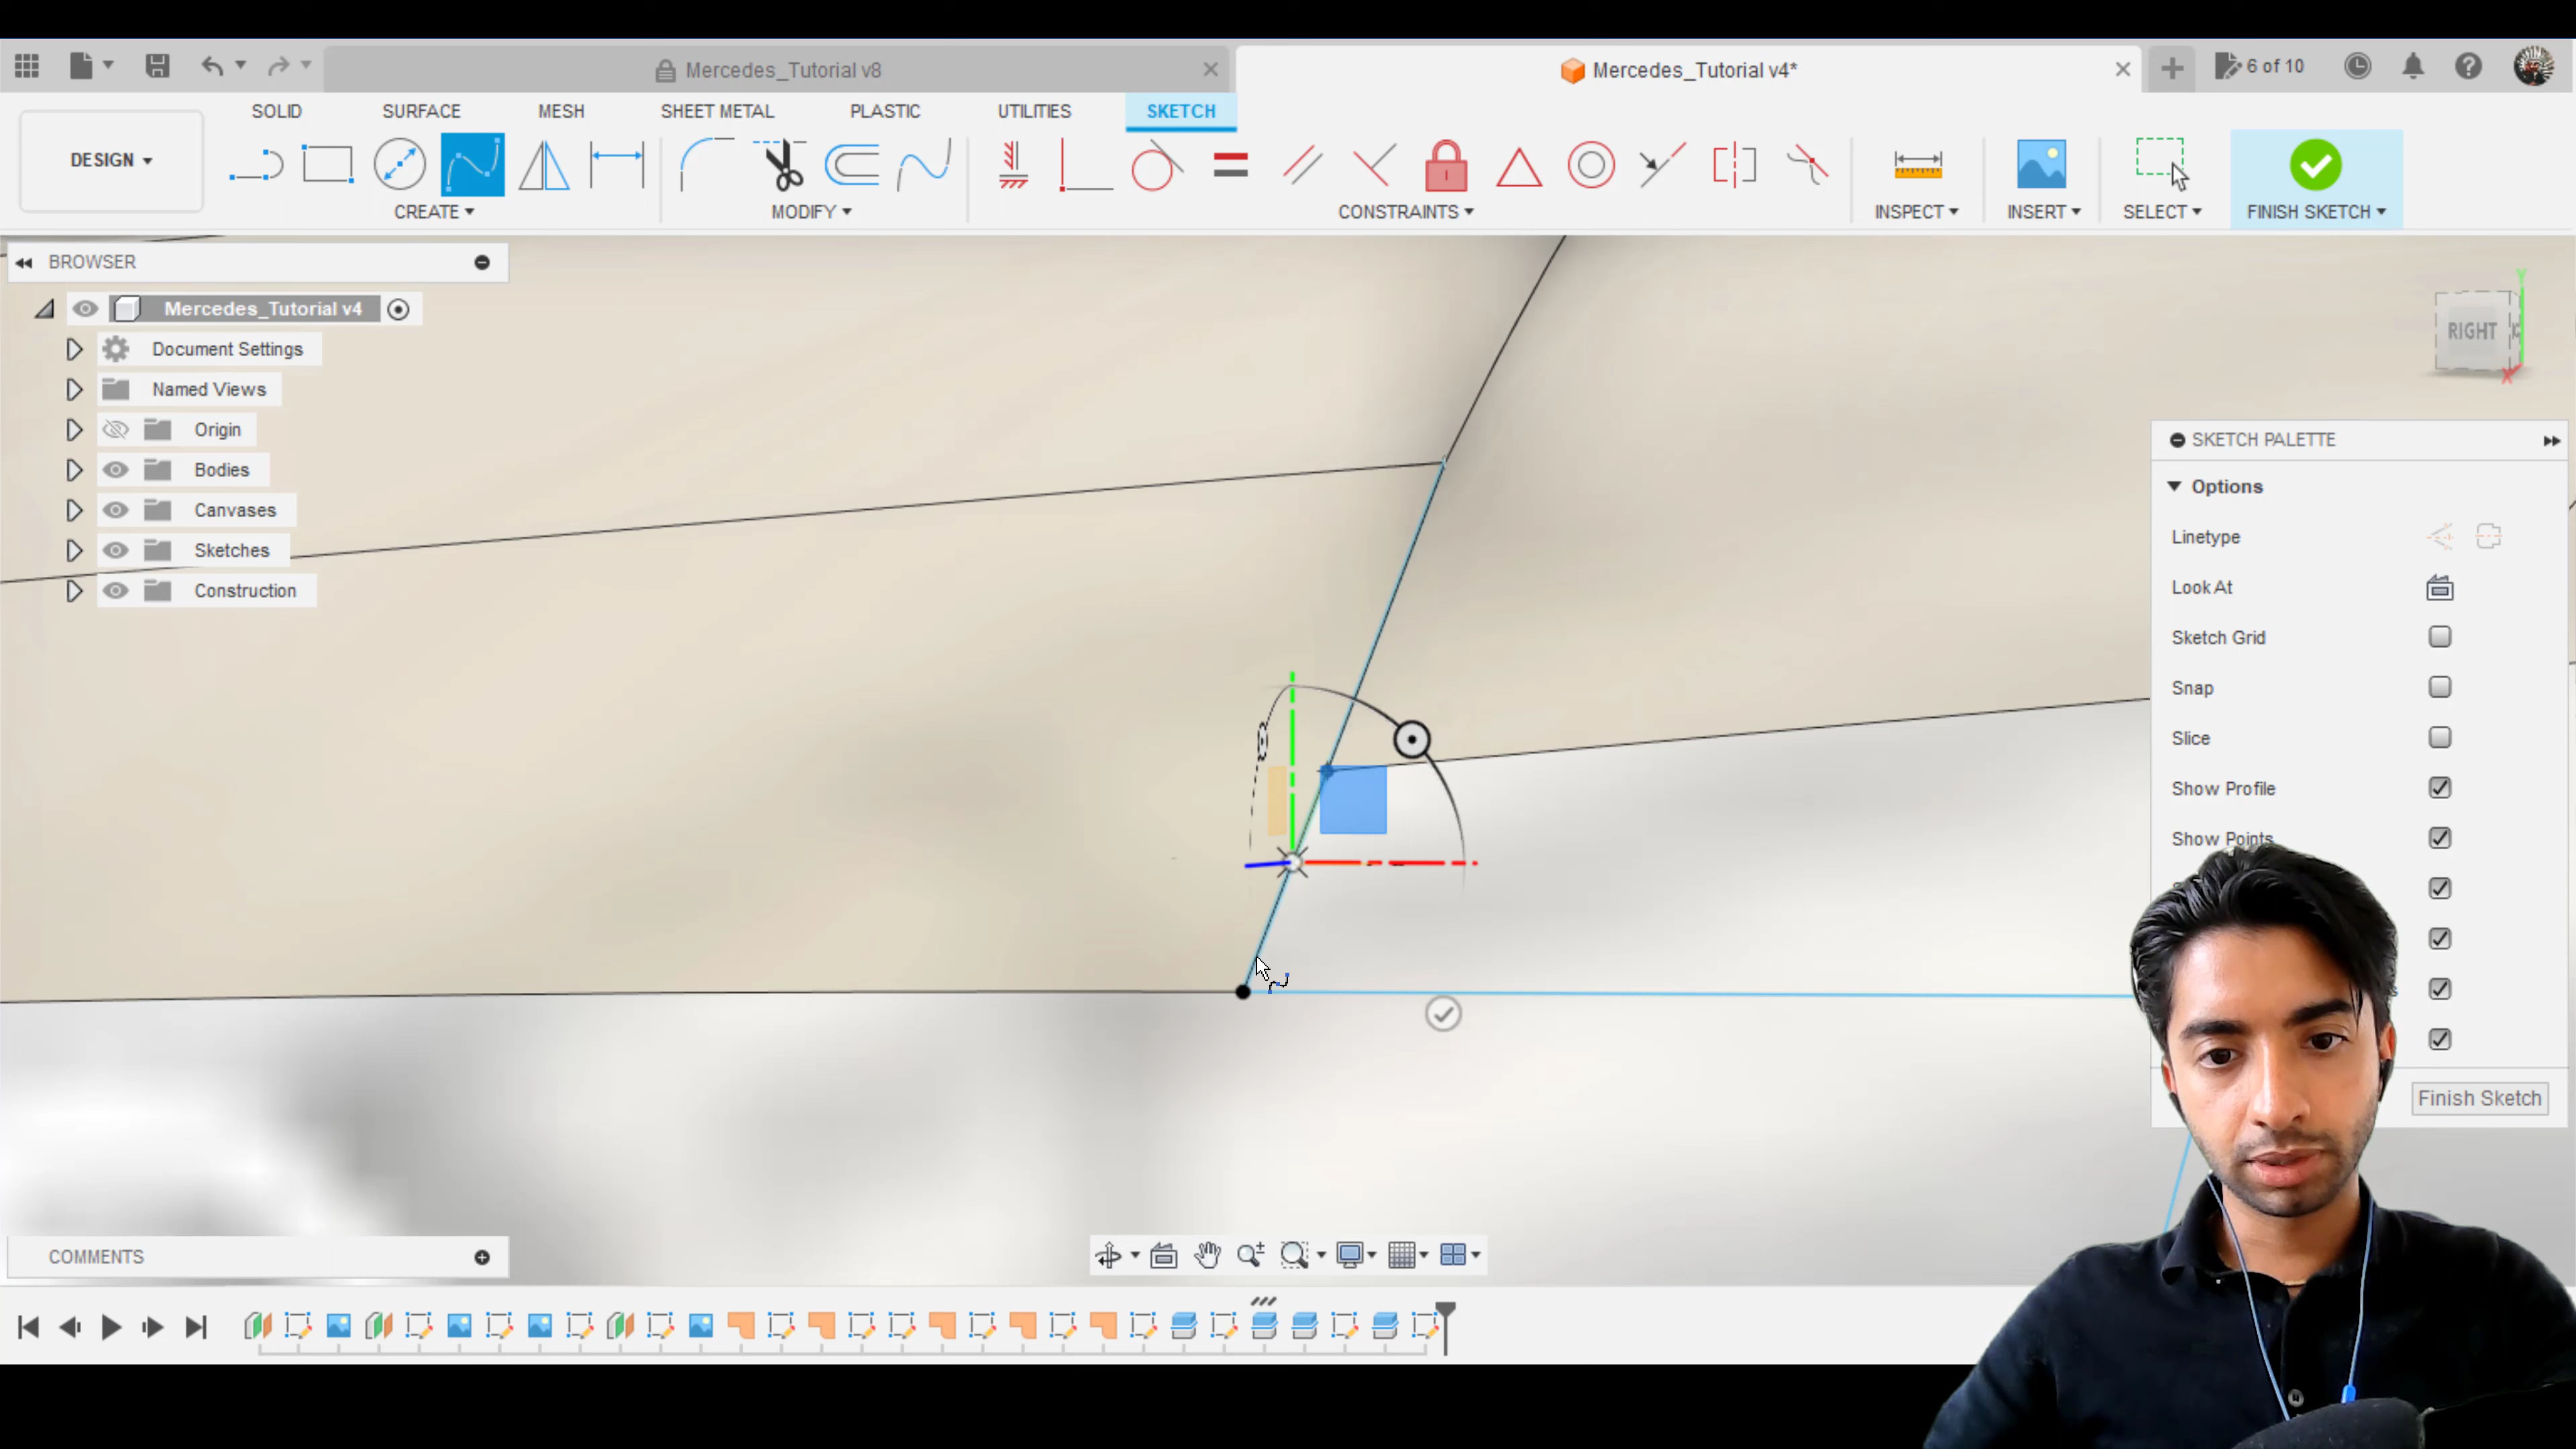 Mercedes_Tutorial v8
Mercedes_Tutorial v4*
6 of 10
SOLID
SURFACE
MESH
SHEET METAL
PLASTIC
UTILITIES
SKETCH
DESIGN
CREATE
MODIFY
CONSTRAINTS
INSPECT
INSERT
SELECT
FINISH SKETCH
BROWSER
Mercedes_Tutorial v4
Document Settings
Named Views
Origin
Bodies
Canvases
Sketches
Construction
RIGHT
Y
X
SKETCH PALETTE
Options
Linetype
Look At
Sketch Grid
Snap
Slice
Show Profile
Show Points
Finish Sketch
COMMENTS